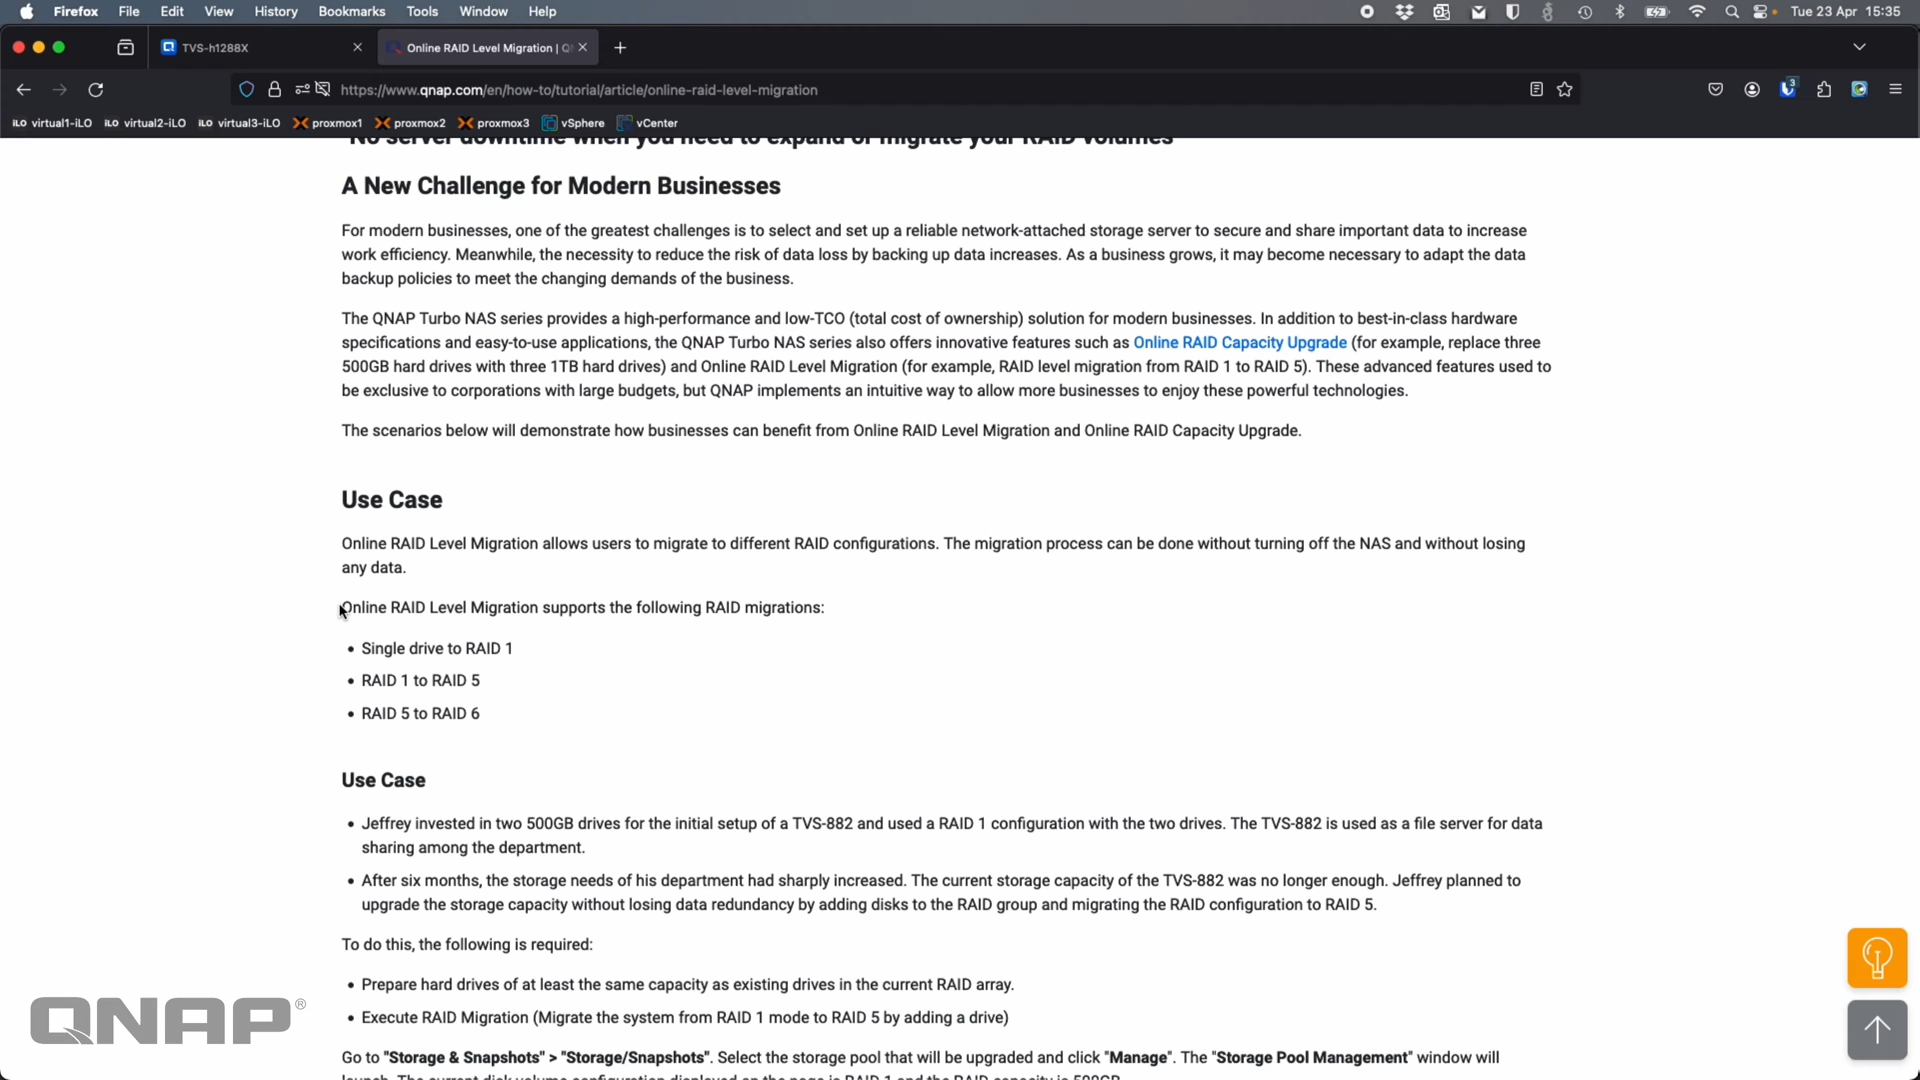 Firefox File Edit View History Bookmarks Tools Window Help Tue 23 Apr 15:35
TVS-h1288X Online RAID Level Migration | Q
https://www.qnap.com/en/how-to/tutorial/article/online-raid-level-migration 3
iLO virtual1-iLO iLO virtual2-iLO iLO virtual3-iLO proxmox1 proxmox2 proxmox3 vSphere vCenter
No server downtime when you need to expand or migrate your RAID volumes
A New Challenge for Modern Businesses
For modern businesses, one of the greatest challenges is to select and set up a reliable network-attached storage server to secure and share important data to increase
work efficiency. Meanwhile, the necessity to reduce the risk of data loss by backing up data increases. As a business grows, it may become necessary to adapt the data
backup policies to meet the changing demands of the business.
The QNAP Turbo NAS series provides a high-performance and low-TCO (total cost of ownership) solution for modern businesses. In addition to best-in-class hardware
specifications and easy-to-use applications, the QNAP Turbo NAS series also offers innovative features such as Online RAID Capacity Upgrade (for example, replace three
500GB hard drives with three 1TB hard drives) and Online RAID Level Migration (for example, RAID level migration from RAID 1 to RAID 5). These advanced features used to
be exclusive to corporations with large budgets, but QNAP implements an intuitive way to allow more businesses to enjoy these powerful technologies.
The scenarios below will demonstrate how businesses can benefit from Online RAID Level Migration and Online RAID Capacity Upgrade.
Use Case
Online RAID Level Migration allows users to migrate to different RAID configurations. The migration process can be done without turning off the NAS and without losing
any data.
Online RAID Level Migration supports the following RAID migrations:
• Single drive to RAID 1
• RAID 1 to RAID 5
• RAID 5 to RAID 6
Use Case
• Jeffrey invested in two 500GB drives for the initial setup of a TVS-882 and used a RAID 1 configuration with the two drives. The TVS-882 is used as a file server for data
sharing among the department.
• After six months, the storage needs of his department had sharply increased. The current storage capacity of the TVS-882 was no longer enough. Jeffrey planned to
upgrade the storage capacity without losing data redundancy by adding disks to the RAID group and migrating the RAID configuration to RAID 5.
To do this, the following is required:
• Prepare hard drives of at least the same capacity as existing drives in the current RAID array.
• Execute RAID Migration (Migrate the system from RAID 1 mode to RAID 5 by adding a drive)
Go to "Storage & Snapshots" > "Storage/Snapshots". Select the storage pool that will be upgraded and click "Manage". The "Storage Pool Management" window will
launch. The current disk volume configuration displayed on the page is RAID 1 and the RAID capacity is 500GB.
QNAP®